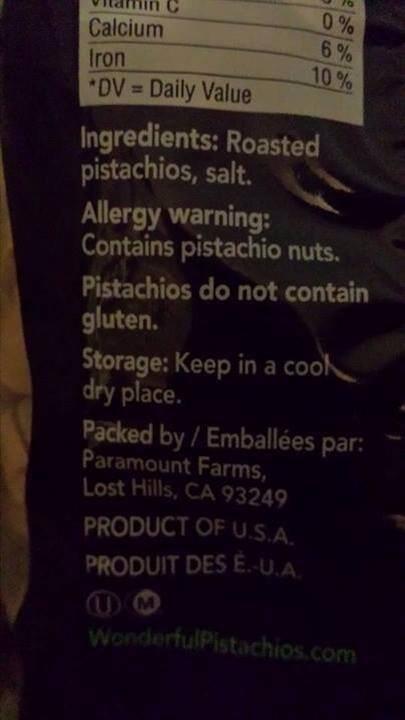 Vitamin C 0 %
Calcium 6 %
Iron 10 %
*DV = Daily Value
Ingredients: Roasted
pistachios, salt.
Allergy warning:
Contains pistachio nuts.
Pistachios do not contain
gluten.
Storage: Keep in a cool
dry place.
Packed by / Emballées par:
Paramount Farms,
Lost Hills, CA 93249
PRODUCT OF U.S.A.
PRODUIT DES É.-U.A.
U M
WonderfulPistachios.com